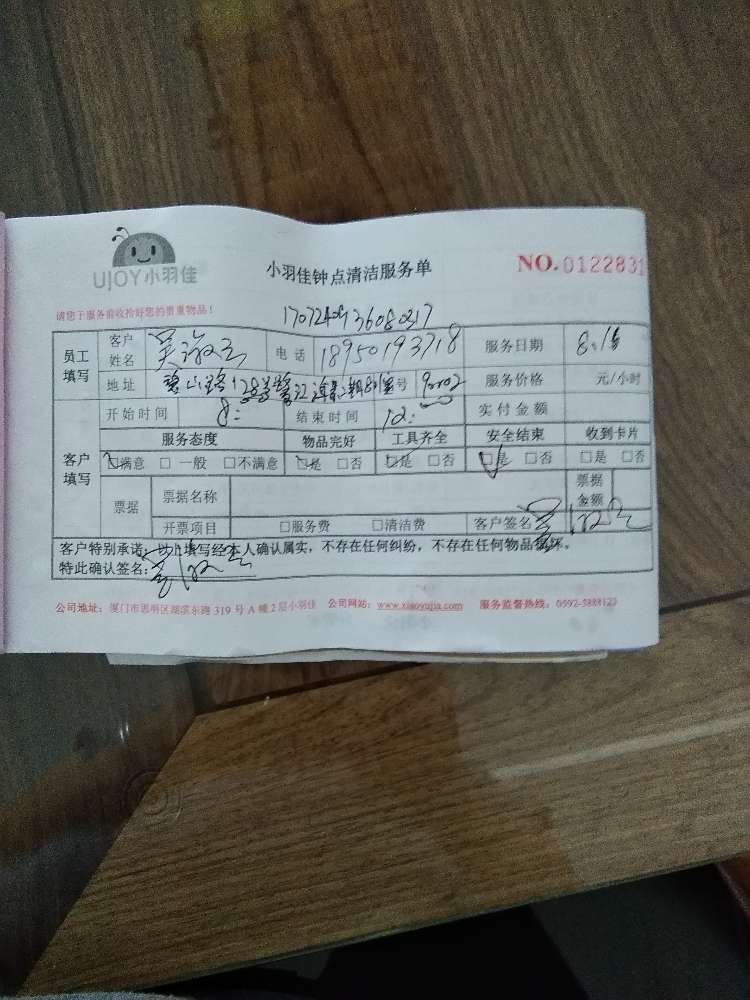 UJOY小羽佳
小羽佳钟点清洁服务单
NO.0122831
请您于服务前收拾好您的贵重物品！
员工填写 客户姓名 吴 电话 18950193718 服务日期 8.15
地址 碧山路128号 号 9002 服务价格 元/小时
开始时间 8: 结束时间 12: 实付金额
客户填写 服务态度 物品完好 工具齐全 安全结束 收到卡片
☑满意 □一般 □不满意 ☑是 □否 ☑是 □否 ☑是 □否 □是 □否
票据 票据名称 票据金额
开票项目 □服务费 □清洁费 客户签名
客户特别承诺：以上填写经本人确认属实，不存在任何纠纷，不存在任何物品损坏。
特此确认签名：
公司地址：厦门市思明区湖滨东路 319 号 A 幢 2 层小羽佳 公司网站：www.xiaoyujia.com 服务监督热线：0592-5888123